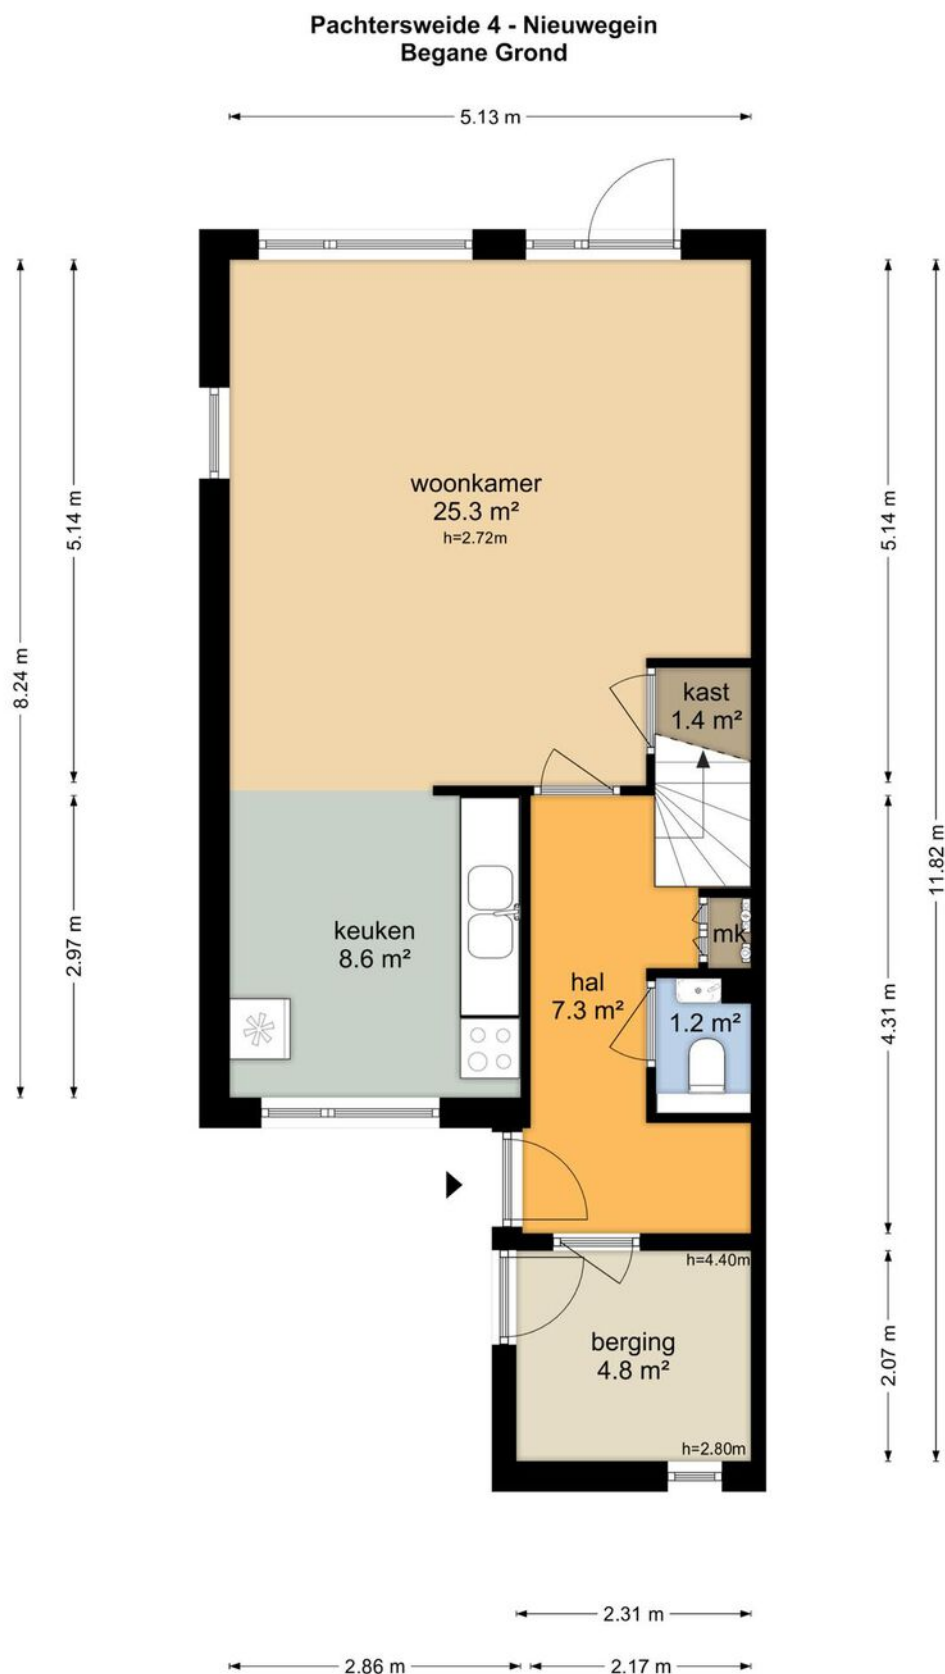 Pachtersweide 4 - Nieuwegein
Begane Grond
5.13 m
woonkamer
25.3 m²
h=2.72m
5.14 m
5.14 m
8.24 m
kast
1.4 m²
11.82 m
keuken
8.6 m²
2.97 m
mk
hal
7.3 m²
1.2 m²
4.31 m
h=4.40m
berging
4.8 m²
2.07 m
h=2.80m
2.31 m
2.86 m
2.17 m